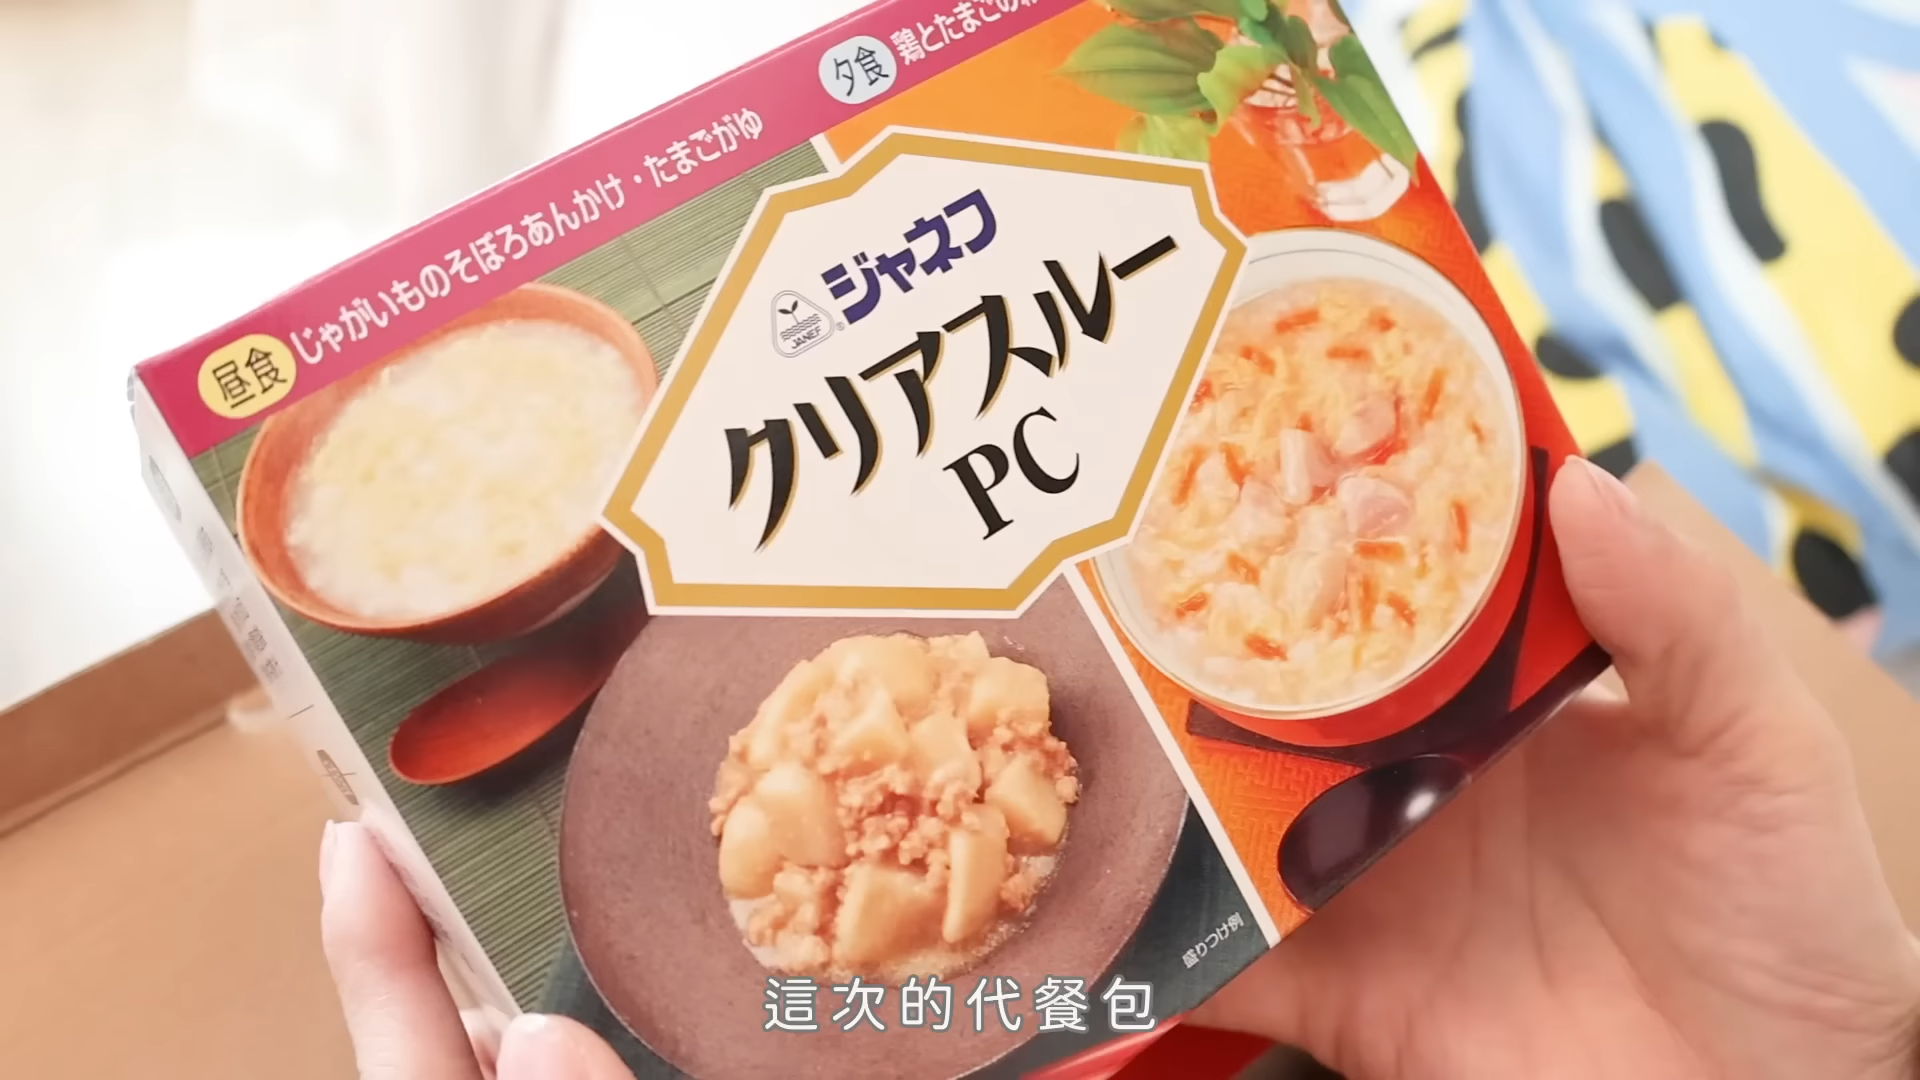 夕食 鶏とたまごの
昼食 じゃがいものそぼろあんかけ・たまごがゆ
ジャネフ
JANEF
®
クリアスルー
PC
盛りつけ例
這次的代餐包